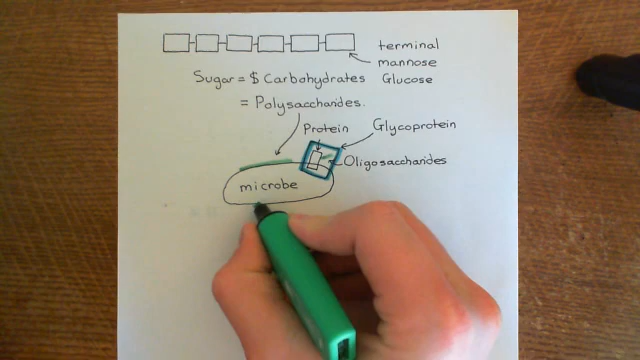 terminal
mannose
Sugar = $ Carbohydrates Glucose
= Polysaccharides.
Protein Glycoprotein
Oligosaccharides
microbe